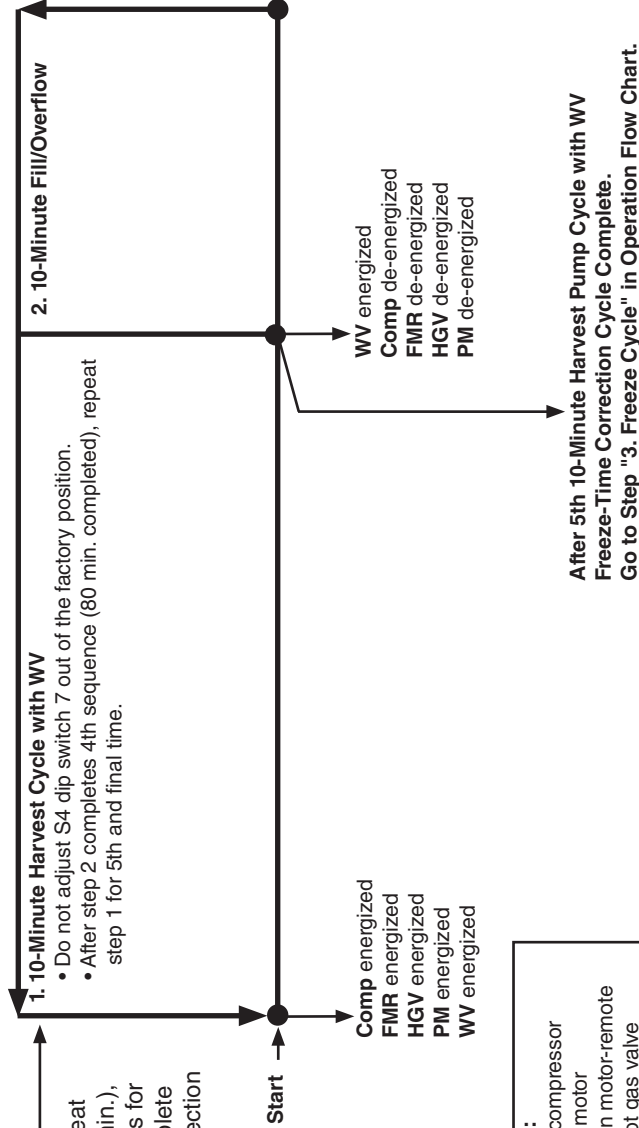 1. 10-Minute Harvest Cycle with WV
• Do not adjust S4 dip switch 7 out of the factory position.
• After step 2 completes 4th sequence (80 min. completed), repeat
step 1 for 5th and final time.
2. 10-Minute Fill/Overflow
Start
Comp energized
FMR energized
HGV energized
PM energized
WV energized
WV energized
Comp de-energized
FMR de-energized
HGV de-energized
PM de-energized
After 5th 10-Minute Harvest Pump Cycle with WV
Freeze-Time Correction Cycle Complete.
Go to Step "3. Freeze Cycle" in Operation Flow Chart.
s for
compressor
motor
motor-remote
gas valve